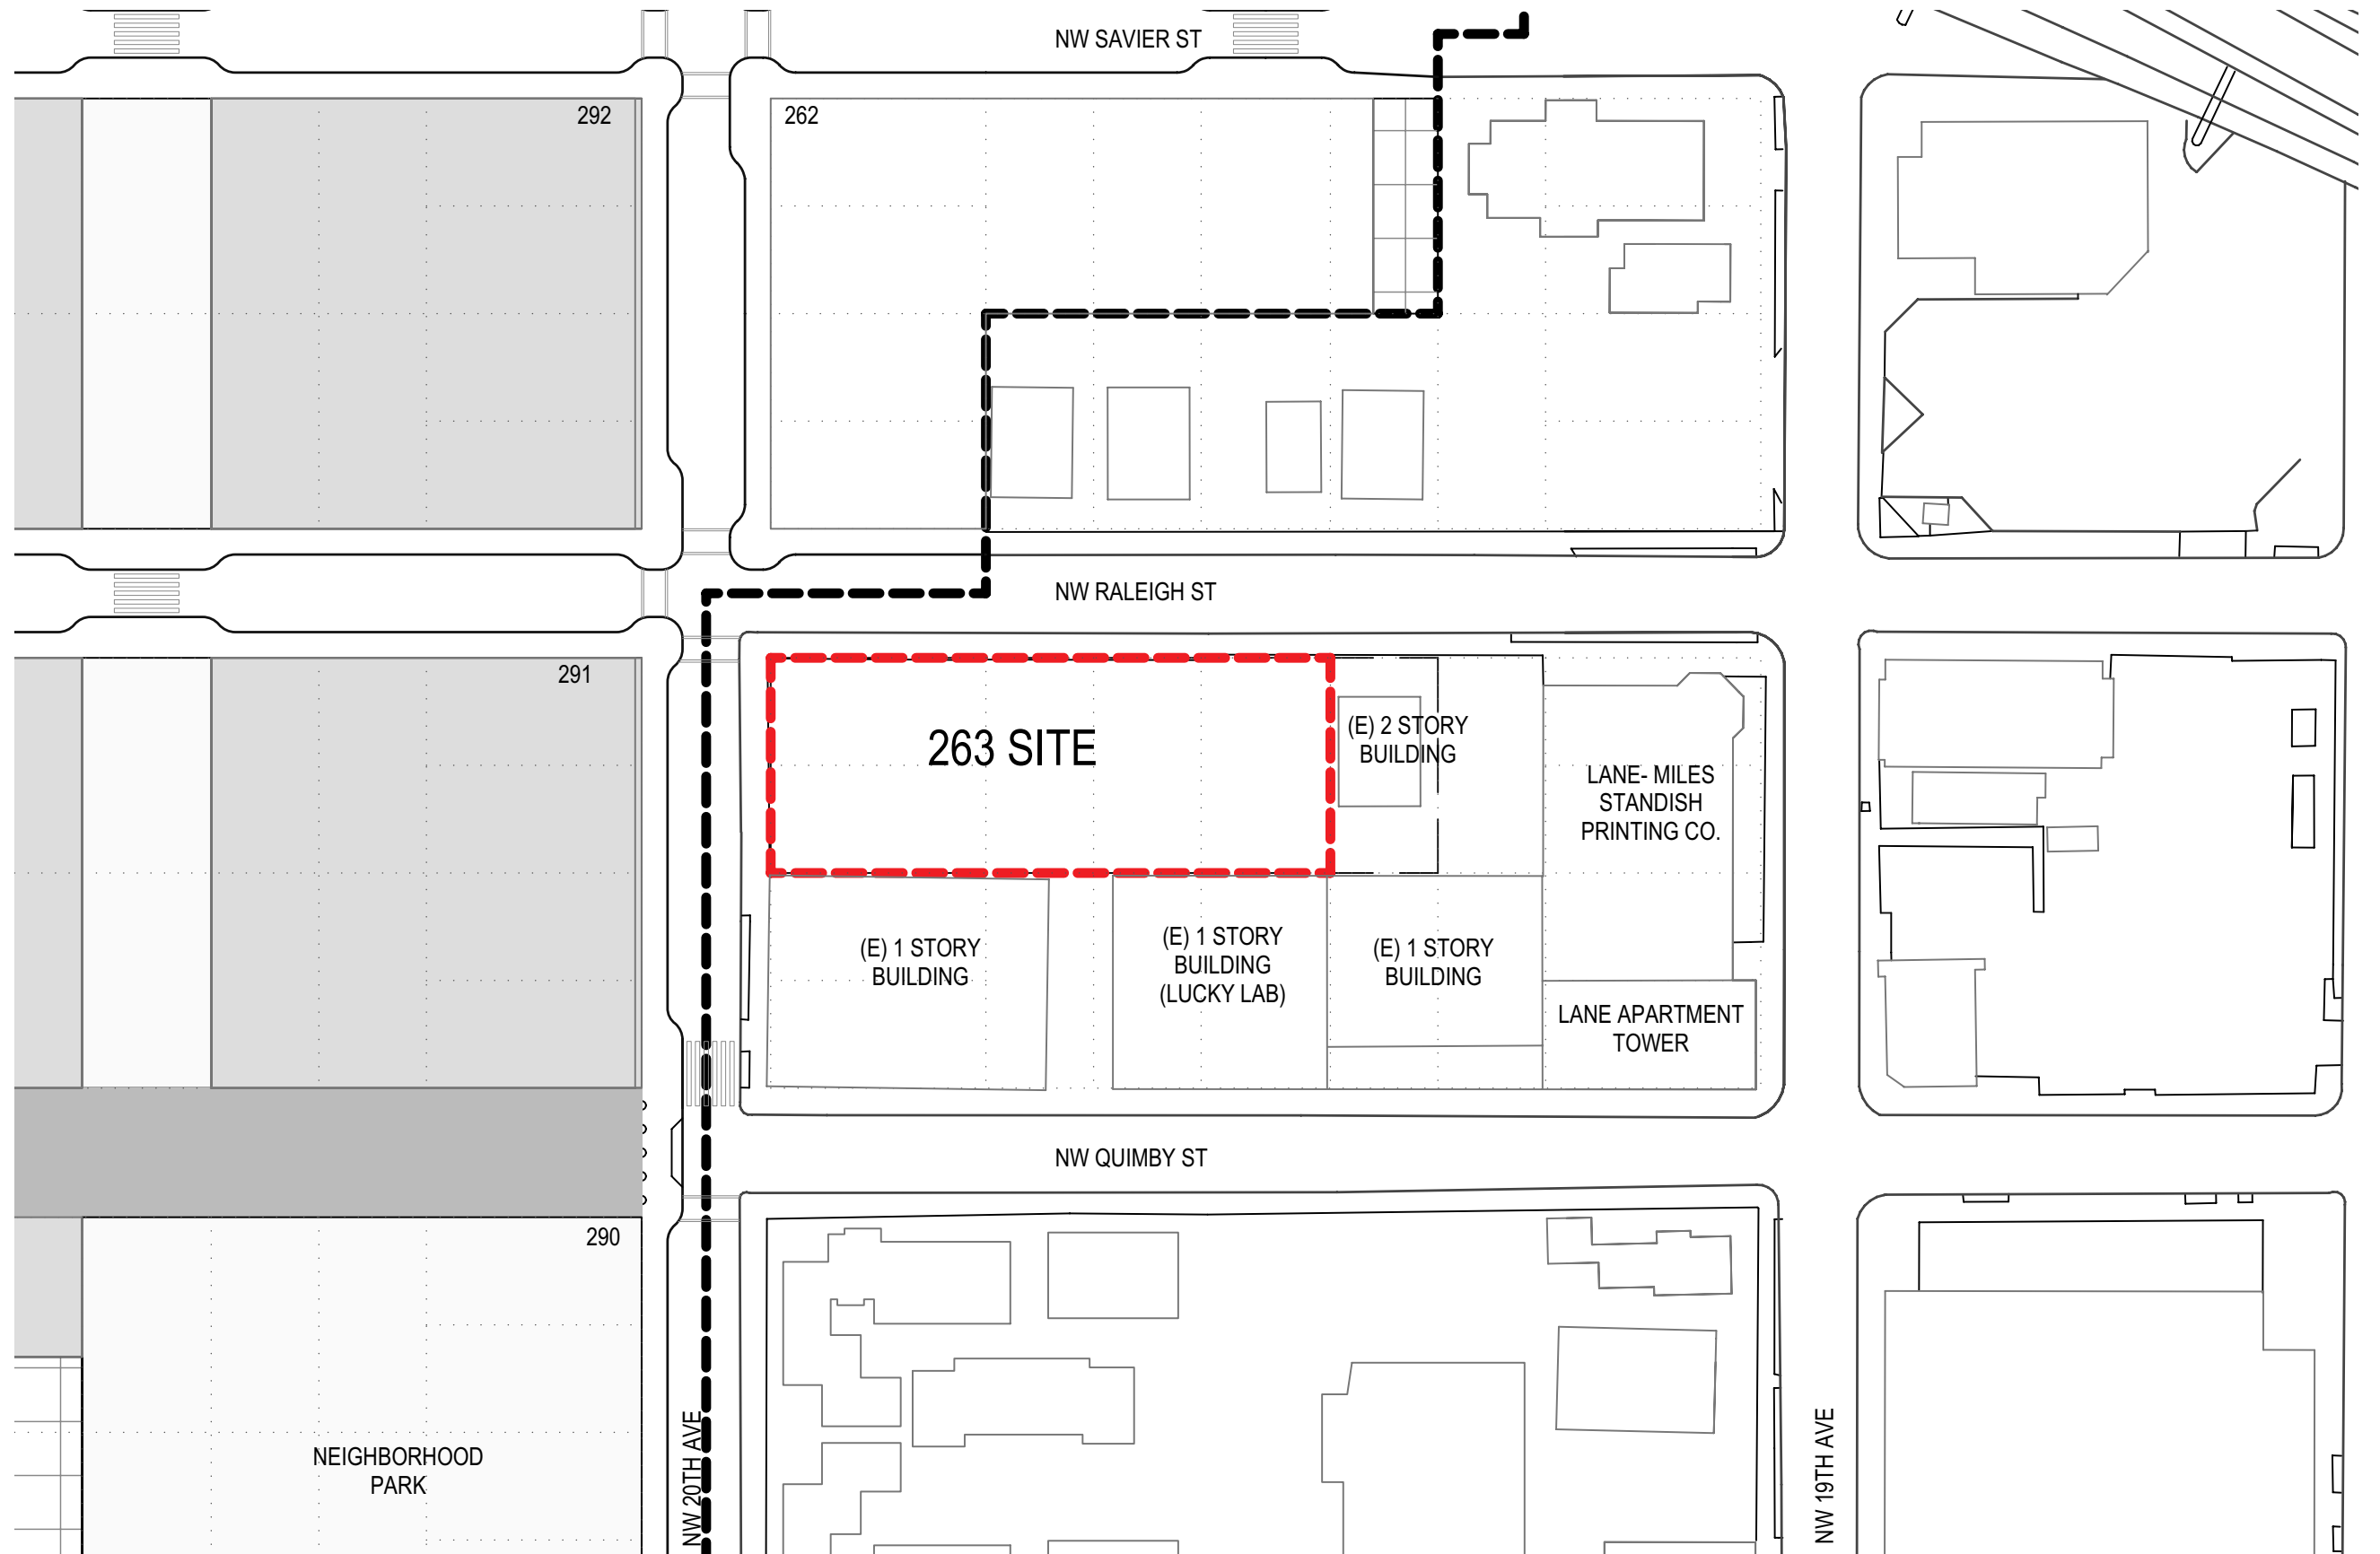 NW SAVIER ST
292
262
NW RALEIGH ST
291
263 SITE
(E) 2 STORY
BUILDING
LANE- MILES
STANDISH
PRINTING CO.
(E) 1 STORY
BUILDING
(E) 1 STORY
BUILDING
(LUCKY LAB)
(E) 1 STORY
BUILDING
LANE APARTMENT
TOWER
NW QUIMBY ST
290
NEIGHBORHOOD
PARK
NW 20TH AVE
NW 19TH AVE